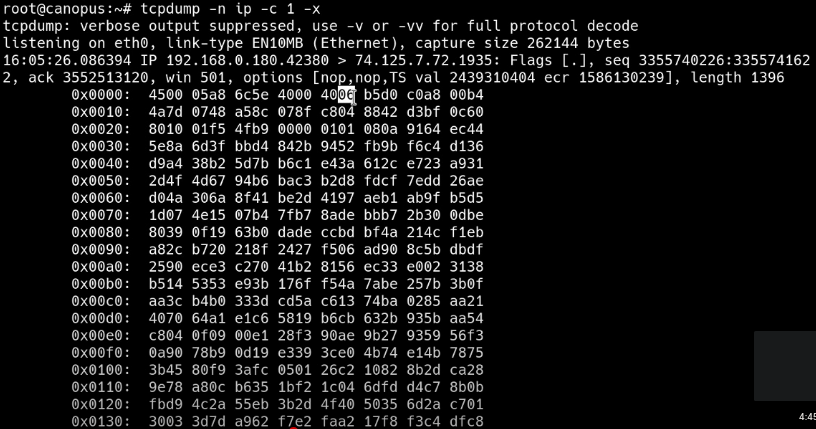 root@canopus:~# tcpdump -n ip -c 1 -x
tcpdump: verbose output suppressed, use -v or -vv for full protocol decode
listening on eth0, link-type EN10MB (Ethernet), capture size 262144 bytes
16:05:26.086394 IP 192.168.0.180.42380 > 74.125.7.72.1935: Flags [.], seq 3355740226:335574162
2, ack 3552513120, win 501, options [nop,nop,TS val 2439310404 ecr 1586130239], length 1396
0x0000: 4500 05a8 6c5e 4000 4006 b5d0 c0a8 00b4
0x0010: 4a7d 0748 a58c 078f c804 8842 d3bf 0c60
0x0020: 8010 01f5 4fb9 0000 0101 080a 9164 ec44
0x0030: 5e8a 6d3f bbd4 842b 9452 fb9b f6c4 d136
0x0040: d9a4 38b2 5d7b b6c1 e43a 612c e723 a931
0x0050: 2d4f 4d67 94b6 bac3 b2d8 fdcf 7edd 26ae
0x0060: d04a 306a 8f41 be2d 4197 aeb1 ab9f b5d5
0x0070: 1d07 4e15 07b4 7fb7 8ade bbb7 2b30 0dbe
0x0080: 8039 0f19 63b0 dade ccbd bf4a 214c f1eb
0x0090: a82c b720 218f 2427 f506 ad90 8c5b dbdf
0x00a0: 2590 ece3 c270 41b2 8156 ec33 e002 3138
0x00b0: b514 5353 e93b 176f f54a 7abe 257b 3b0f
0x00c0: aa3c b4b0 333d cd5a c613 74ba 0285 aa21
0x00d0: 4070 64a1 e1c6 5819 b6cb 632b 935b aa54
0x00e0: c804 0f09 00e1 28f3 90ae 9b27 9359 56f3
0x00f0: 0a90 78b9 0d19 e339 3ce0 4b74 e14b 7875
0x0100: 3b45 80f9 3afc 0501 26c2 1082 8b2d ca28
0x0110: 9e78 a80c b635 1bf2 1c04 6dfd d4c7 8b0b
0x0120: fbd9 4c2a 55eb 3b2d 4f40 5035 6d2a c701
0x0130: 3003 3d7d a962 f7e2 faa2 17f8 f3c4 dfc8